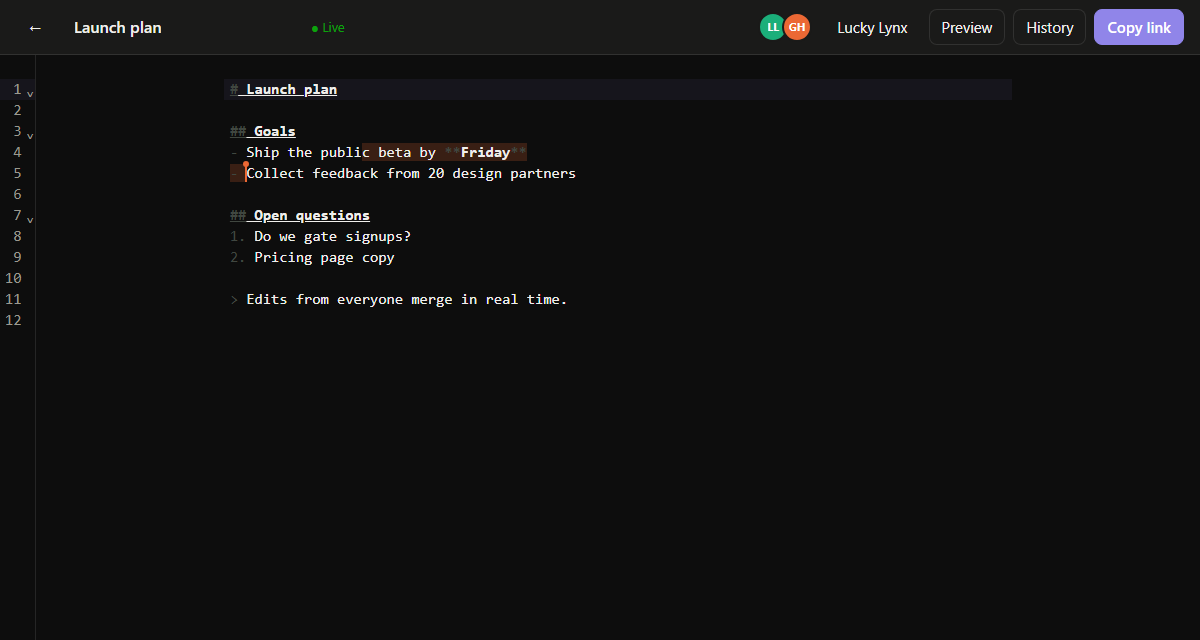 ← Launch plan ● Live LL GH Lucky Lynx Preview History Copy link
1 # Launch plan
2
3 ## Goals
4 - Ship the public beta by **Friday**
5 - Collect feedback from 20 design partners
6
7 ## Open questions
8 1. Do we gate signups?
9 2. Pricing page copy
10
11 > Edits from everyone merge in real time.
12